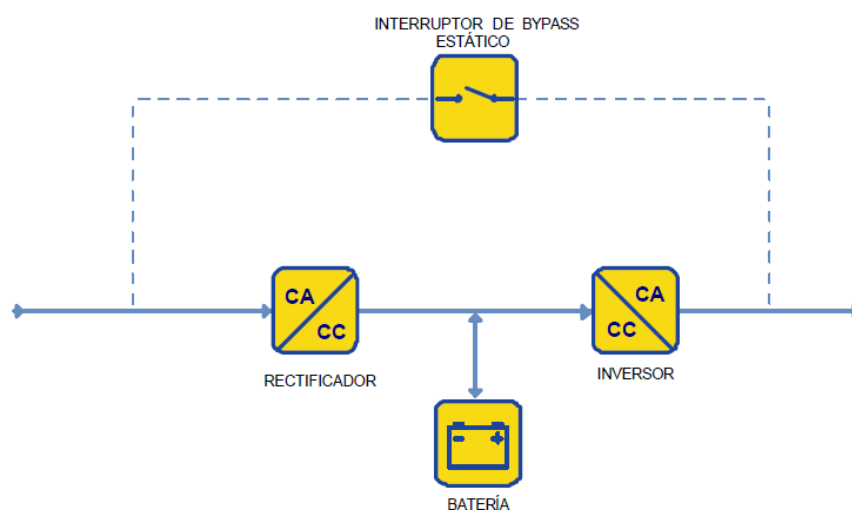 INTERRUPTOR DE BYPASS
ESTÁTICO
CA
CC
CA
CC
RECTIFICADOR
INVERSOR
BATERÍA